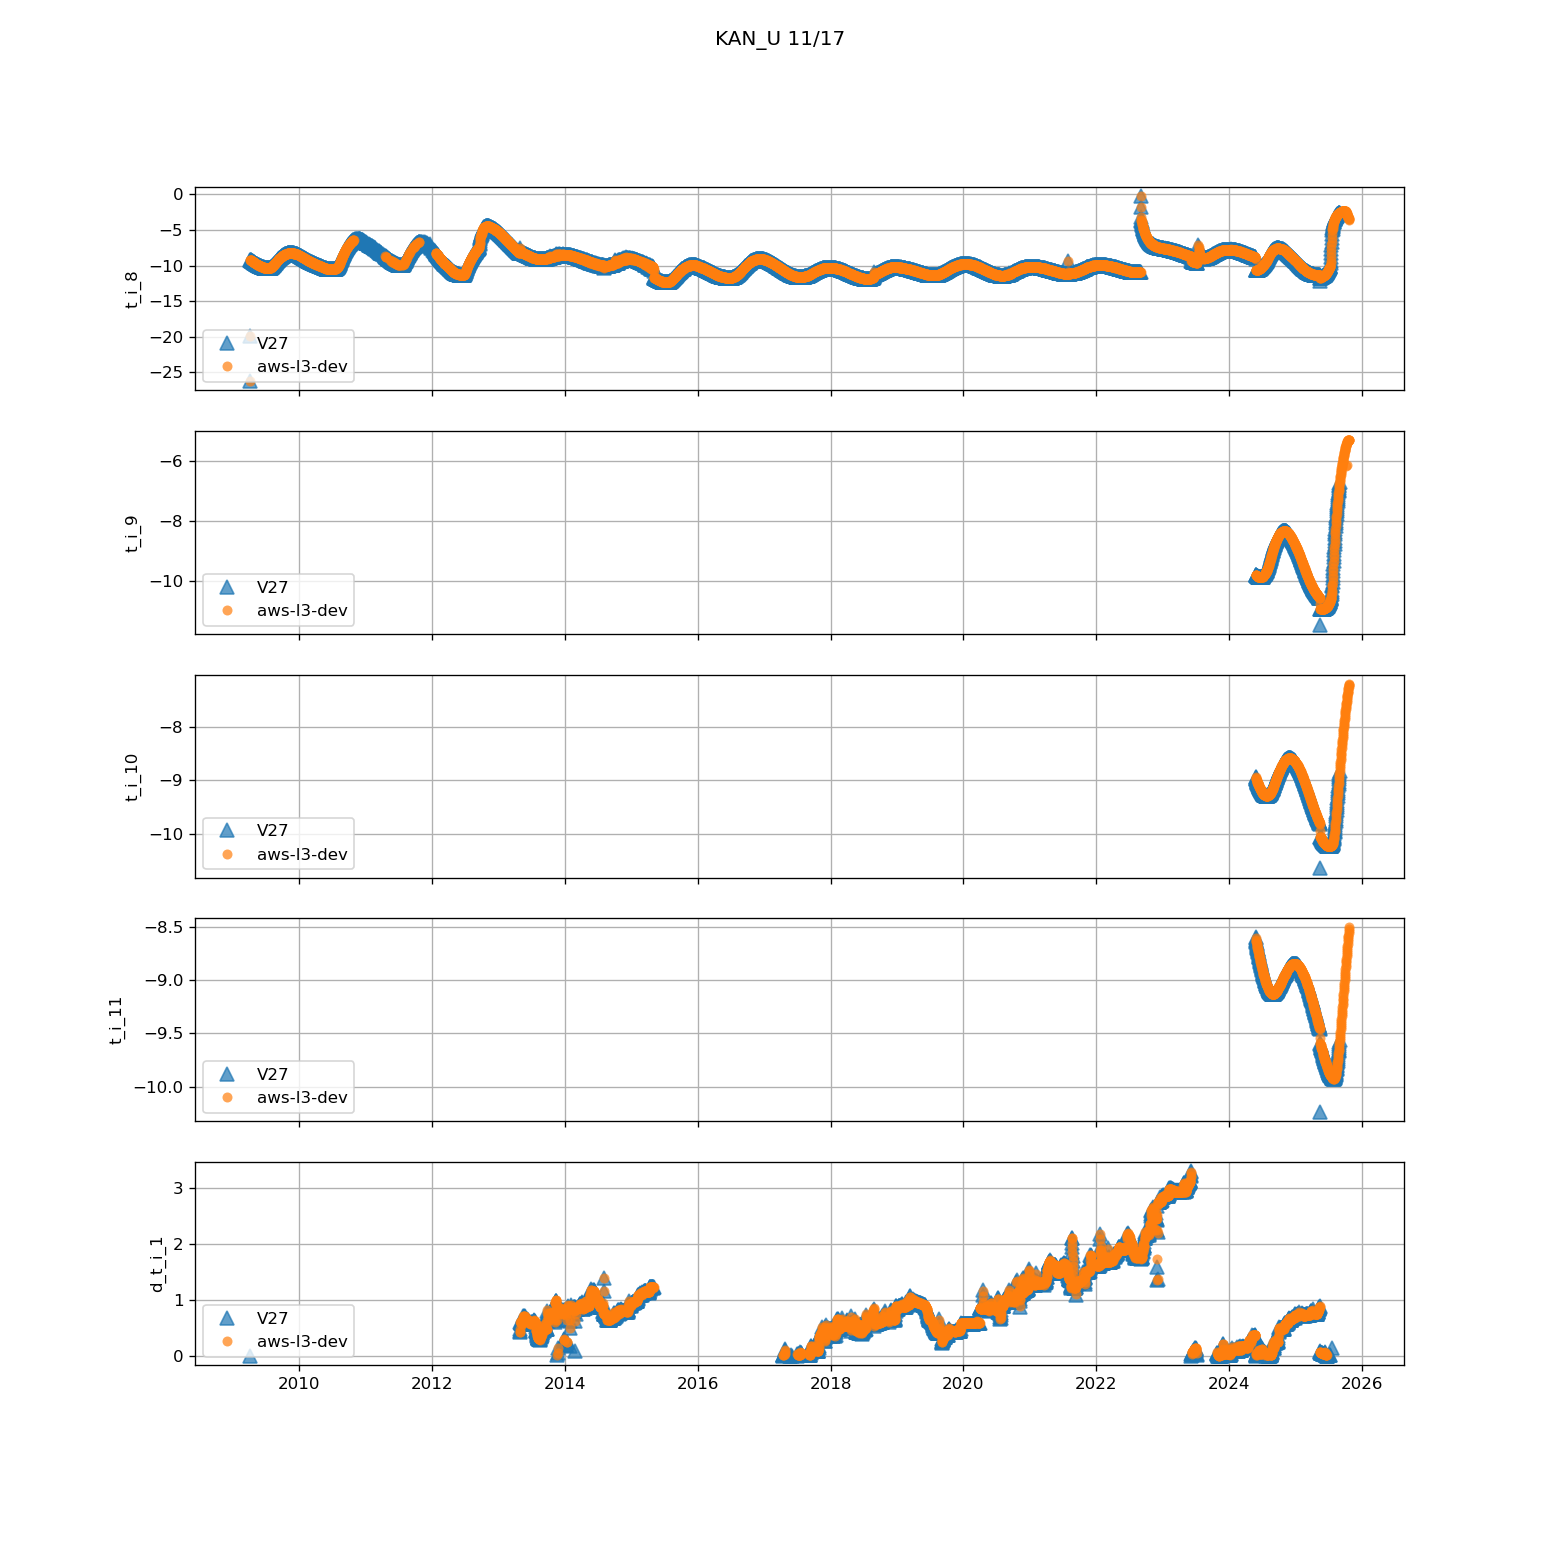 KAN_U 11/17
0
−5
−10
−15
−20
−25
t_i_8
V27
aws-l3-dev
−6
−8
−10
t_i_9
V27
aws-l3-dev
−8
−9
−10
t_i_10
V27
aws-l3-dev
−8.5
−9.0
−9.5
−10.0
t_i_11
V27
aws-l3-dev
3
2
1
0
d_t_i_1
V27
aws-l3-dev
2010 2012 2014 2016 2018 2020 2022 2024 2026